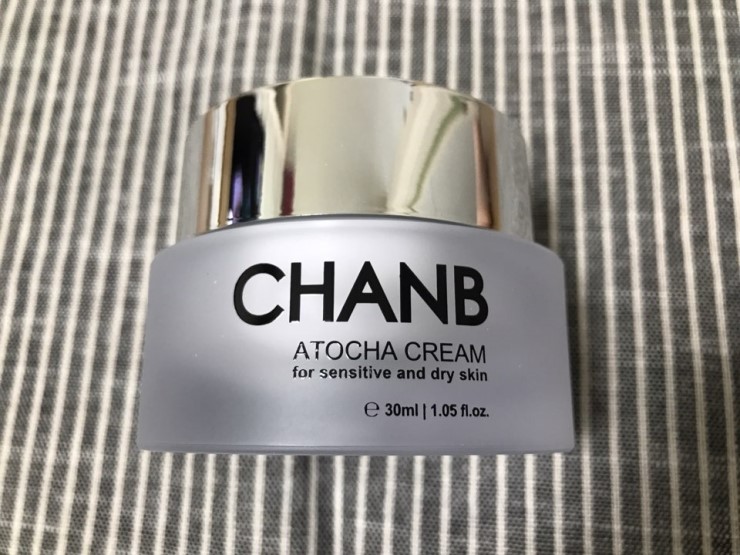 CHANB
ATOCHA CREAM
for sensitive and dry skin
℮ 30ml | 1.05 fl.oz.